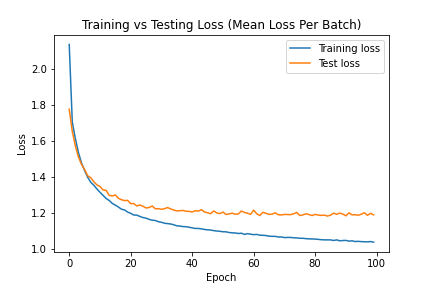 Training vs Testing Loss (Mean Loss Per Batch)
Training loss
Test loss
2.0
1.8
1.6
1.4
1.2
1.0
Loss
0 20 40 60 80 100
Epoch